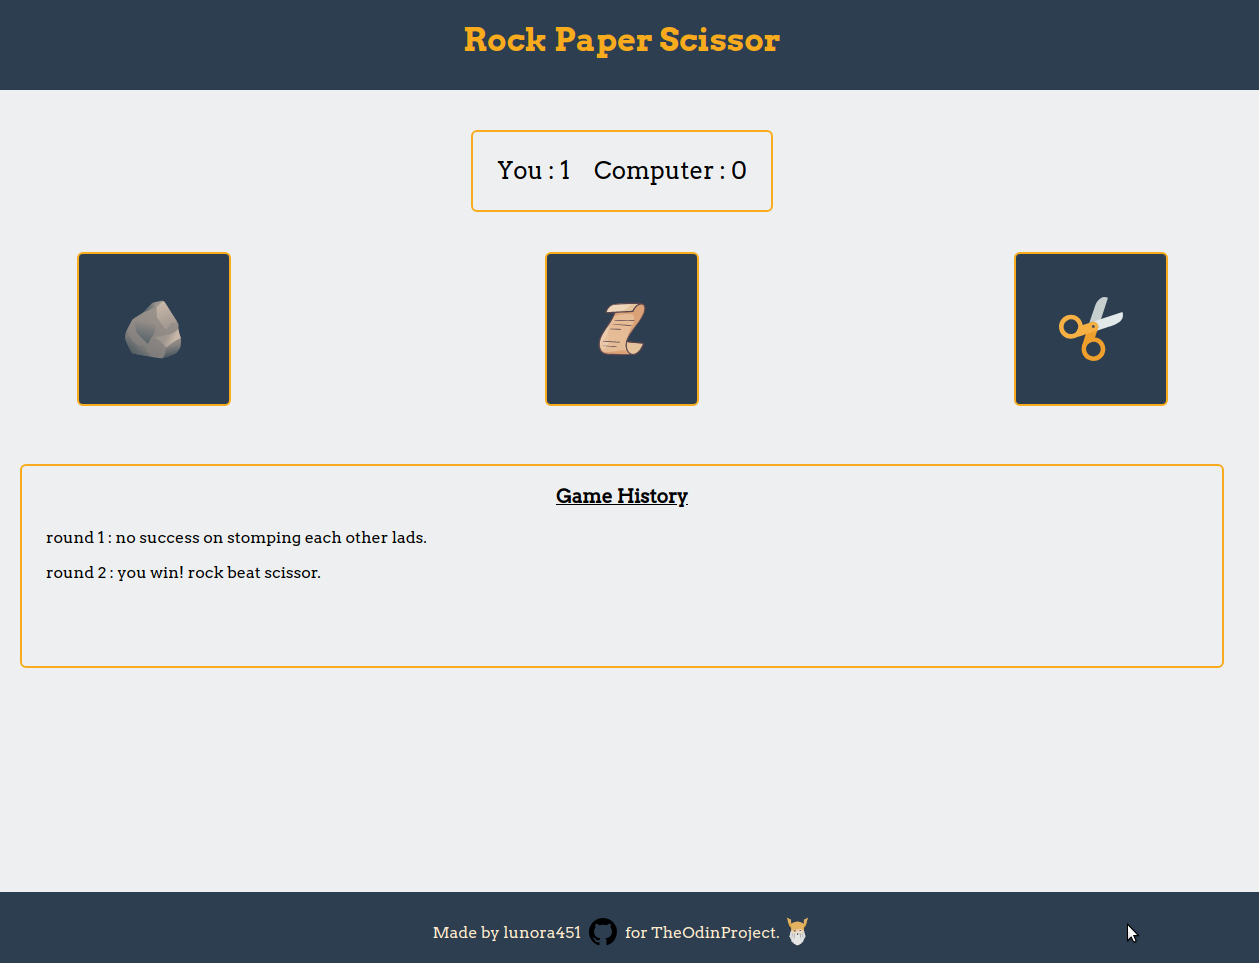 Rock Paper Scissor
You : 1 Computer : 0
Game History
round 1 : no success on stomping each other lads.
round 2 : you win! rock beat scissor.
Made by lunora451 for TheOdinProject.